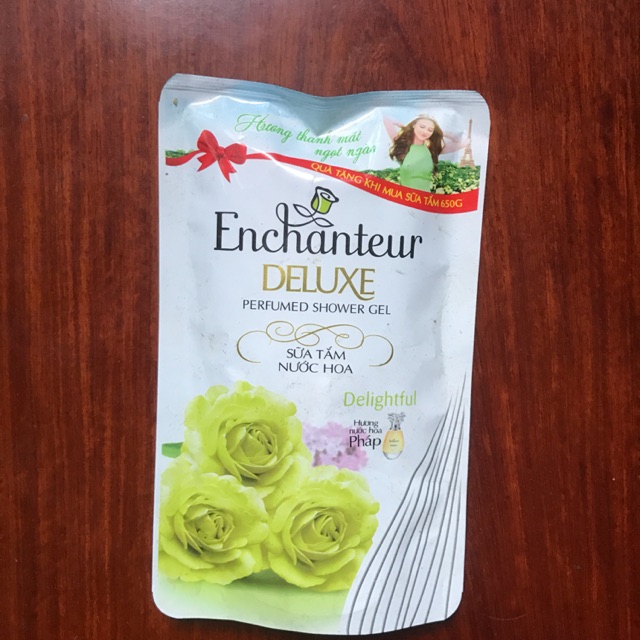 Hương thanh mát
ngọt ngào
QUÀ TẶNG KHI MUA SỮA TẮM 650G
Enchanteur
DELUXE
PERFUMED SHOWER GEL
SỮA TẮM
NƯỚC HOA
Delightful
Hương
nước hoa
Pháp